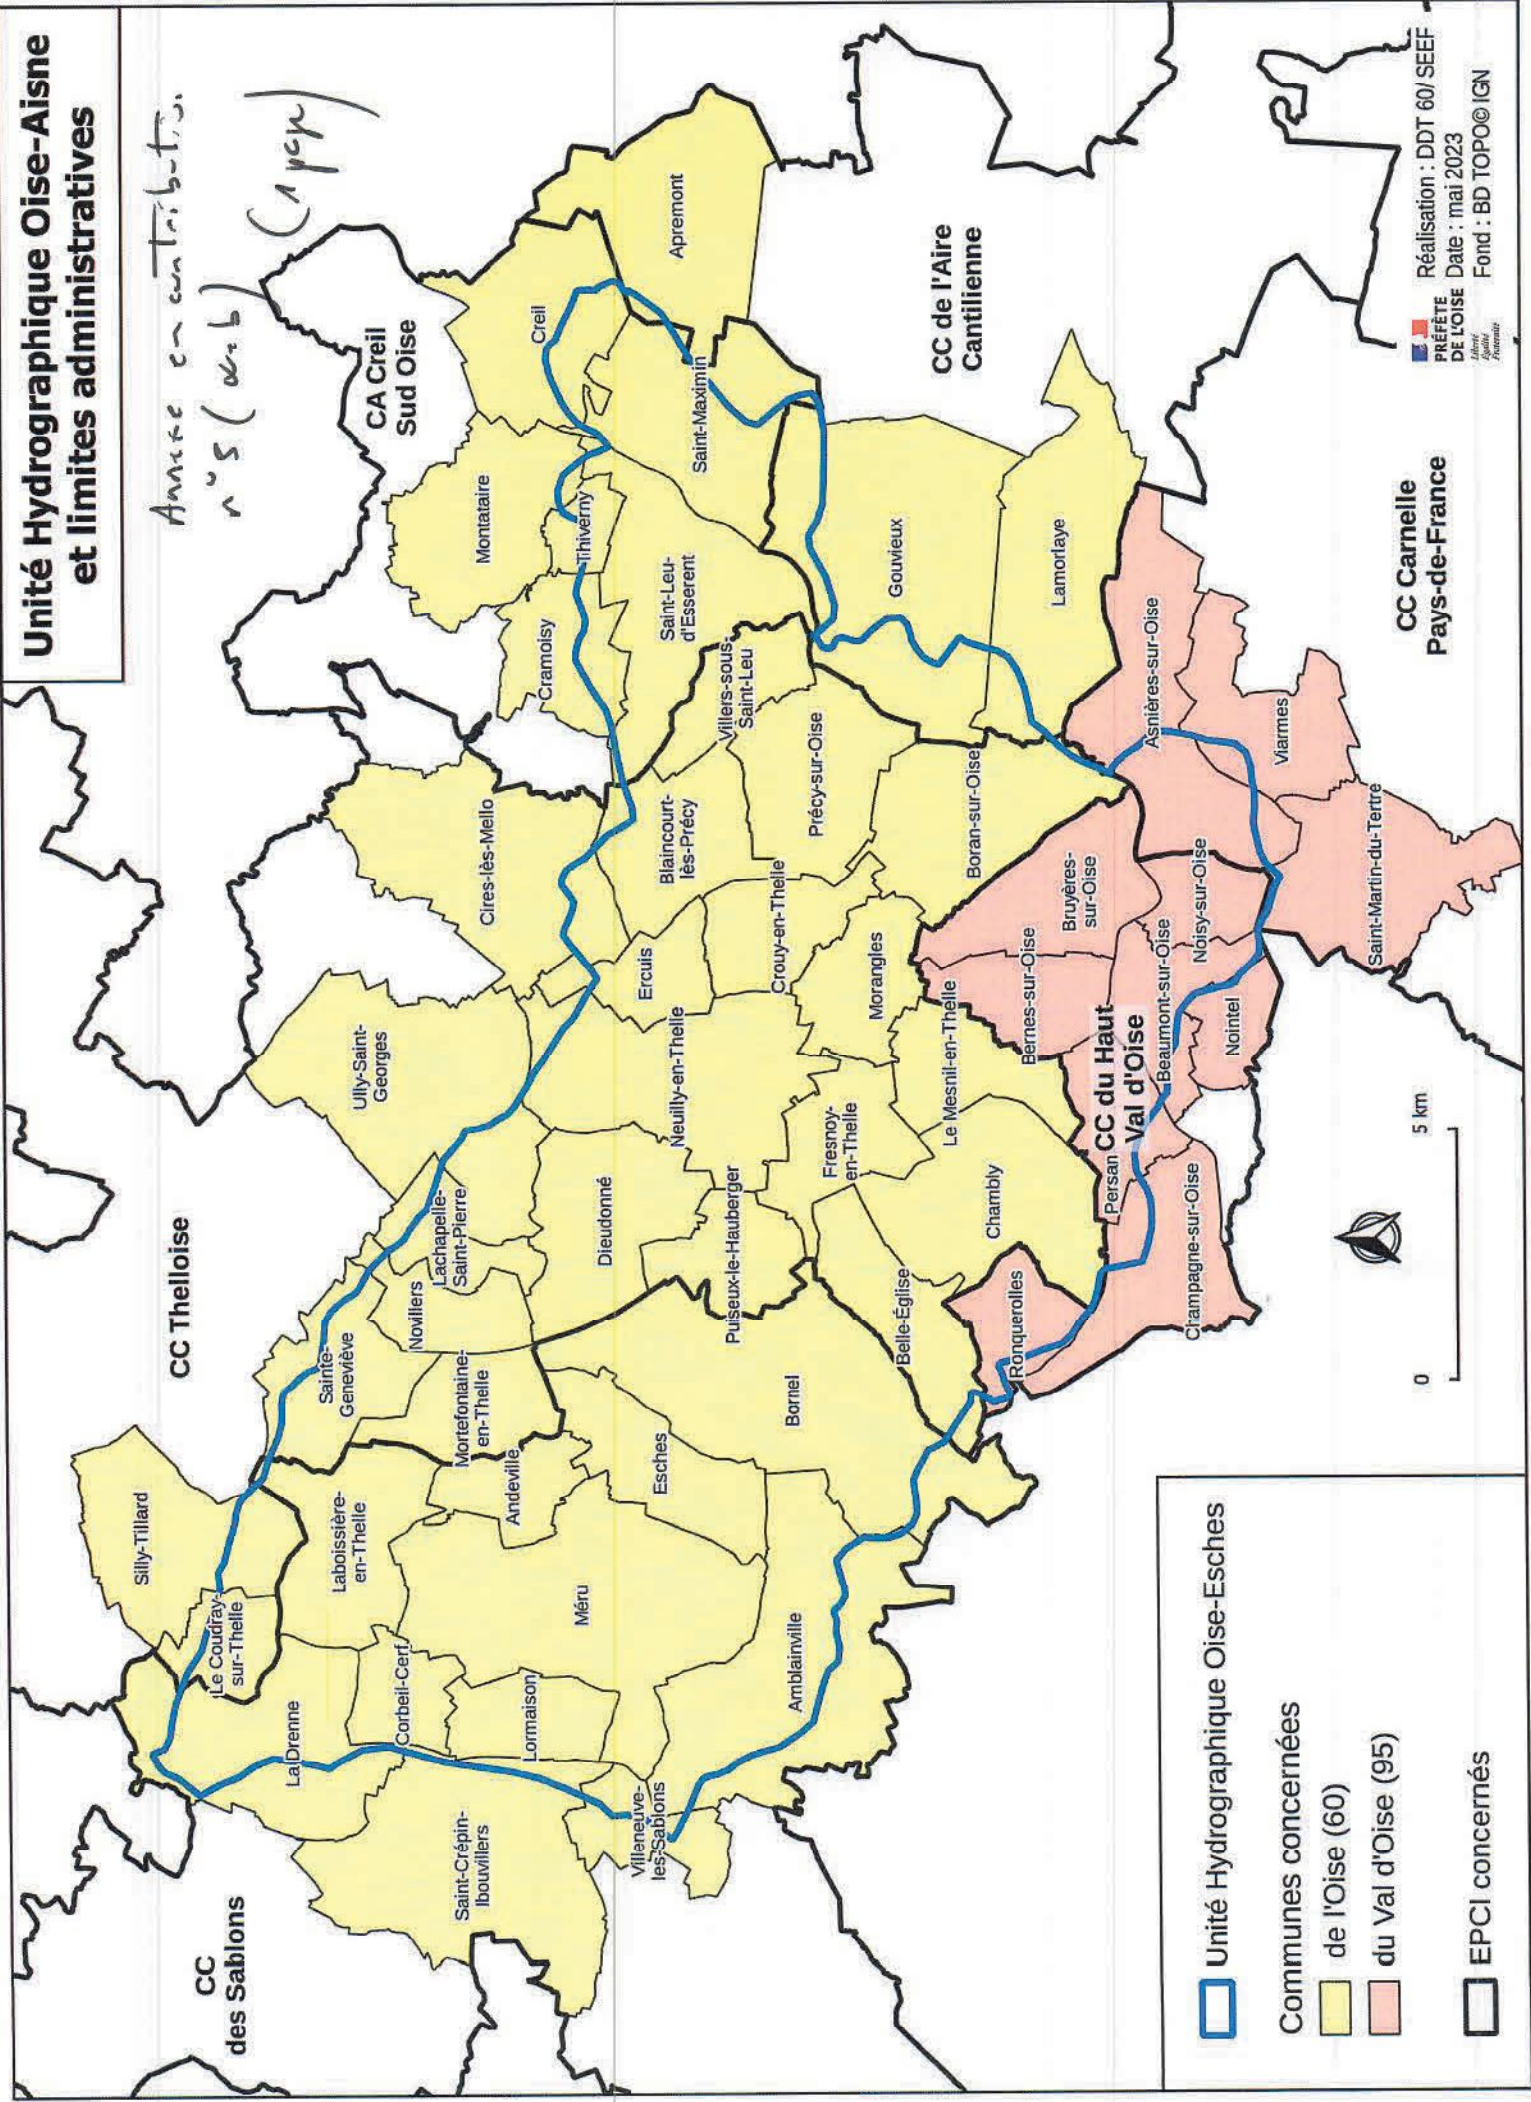 Unité Hydrographique Oise-Aisne
et limites administratives
Annexe
n°5
CA Creil
Sud Oise
CC Thelloise
CC
des Sablons
CC de l'Aire
Cantilienne
CC Carnelle
Pays-de-France
CC du Haut
Val d'Oise
Silly-Tillard
Le Coudray-
sur-Thelle
La Drenne
Laboissière-
en-Thelle
Corbeil-Cerf
Saint-Crépin-
Ibouvillers
Lormaison
Villeneuve-
les-Sablons
Méru
Amblainville
Andeville
Esches
Mortefontaine-
en-Thelle
Sainte-
Geneviève
Novillers
Lachapelle-
Saint-Pierre
Ully-Saint-
Georges
Dieudonné
Puiseux-le-Hauberger
Bornel
Belle-Église
Chambly
Fresnoy-
en-Thelle
Neuilly-en-Thelle
Le Mesnil-en-Thelle
Morangles
Ercuis
Crouy-en-Thelle
Cires-lès-Mello
Blaincourt-
lès-Précy
Précy-sur-Oise
Villers-sous-
Saint-Leu
Boran-sur-Oise
Cramoisy
Saint-Leu-
d'Esserent
Montataire
Thiverny
Creil
Saint-Maximin
Apremont
Gouvieux
Lamorlaye
Asnières-sur-Oise
Viarmes
Saint-Martin-du-Tertre
Noisy-sur-Oise
Bruyères-
sur-Oise
Bernes-sur-Oise
Beaumont-sur-Oise
Nointel
Persan
Champagne-sur-Oise
Ronquerolles
Unité Hydrographique Oise-Esches
Communes concernées
de l'Oise (60)
du Val d'Oise (95)
EPCI concernés
0
5 km
PRÉFÈTE
DE L'OISE
Liberté
Égalité
Fraternité
Réalisation : DDT 60/ SEEF
Date : mai 2023
Fond : BD TOPO©IGN